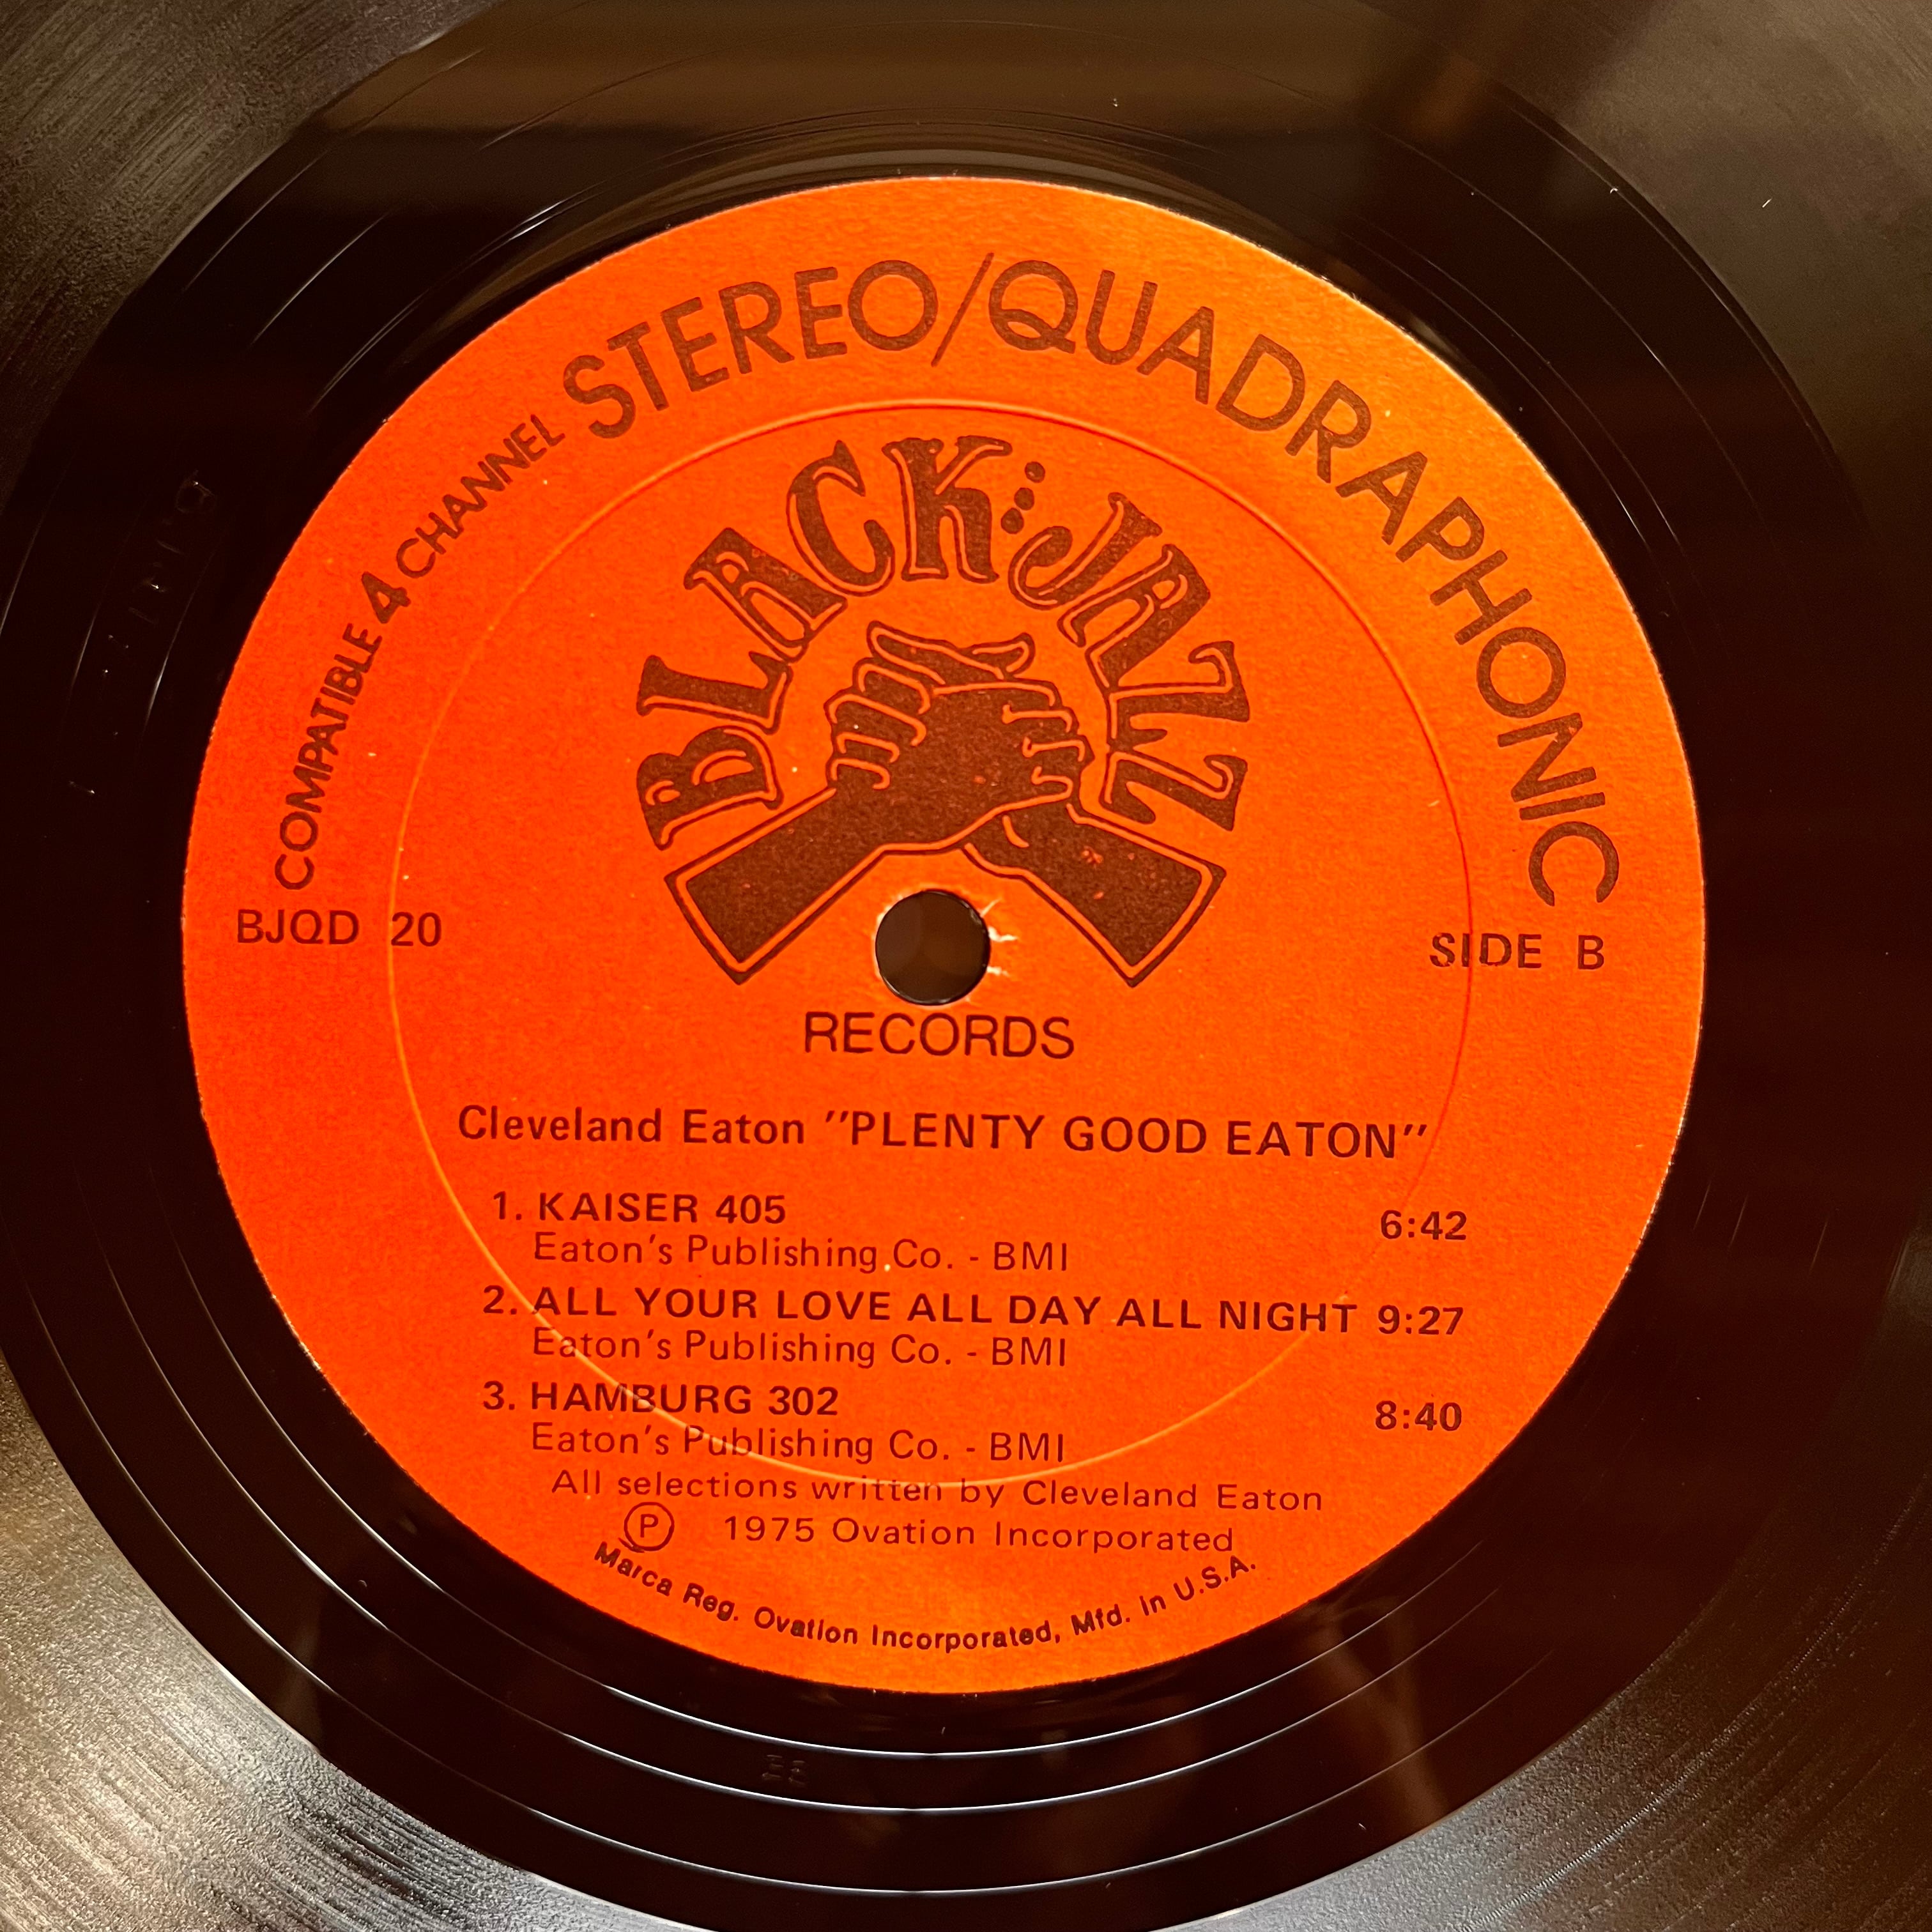 COMPATIBLE 4 CHANNEL STEREO/QUADRAPHONIC
BLACK JAZZ
BJQD 20
SIDE B
RECORDS
Cleveland Eaton "PLENTY GOOD EATON"
1. KAISER 405 6:42
Eaton's Publishing Co. - BMI
2. ALL YOUR LOVE ALL DAY ALL NIGHT 9:27
Eaton's Publishing Co. - BMI
3. HAMBURG 302 8:40
Eaton's Publishing Co. - BMI
All selections written by Cleveland Eaton
Ⓟ 1975 Ovation Incorporated
Marca Reg. Ovation Incorporated, Mfd. in U.S.A.